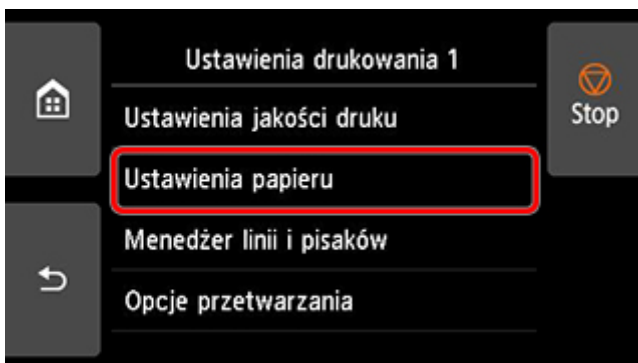 Ustawienia drukowania 1
Stop
Ustawienia jakości druku
Ustawienia papieru
Menedżer linii i pisaków
Opcje przetwarzania